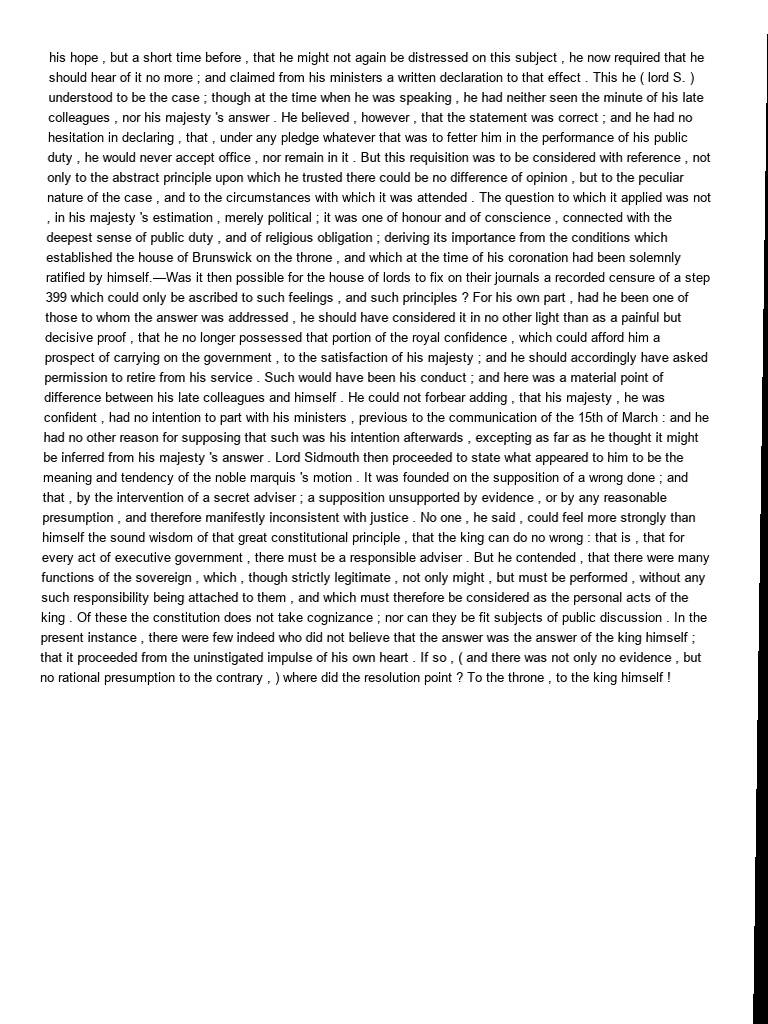 his hope , but a short time before , that he might not again be distressed on this subject , he now required that he
should hear of it no more ; and claimed from his ministers a written declaration to that effect . This he ( lord S. )
understood to be the case ; though at the time when he was speaking , he had neither seen the minute of his late
colleagues , nor his majesty 's answer . He believed , however , that the statement was correct ; and he had no
hesitation in declaring , that , under any pledge whatever that was to fetter him in the performance of his public
duty , he would never accept office , nor remain in it . But this requisition was to be considered with reference , not
only to the abstract principle upon which he trusted there could be no difference of opinion , but to the peculiar
nature of the case , and to the circumstances with which it was attended . The question to which it applied was not
, in his majesty 's estimation , merely political ; it was one of honour and of conscience , connected with the
deepest sense of public duty , and of religious obligation ; deriving its importance from the conditions which
established the house of Brunswick on the throne , and which at the time of his coronation had been solemnly
ratified by himself.—Was it then possible for the house of lords to fix on their journals a recorded censure of a step
399 which could only be ascribed to such feelings , and such principles ? For his own part , had he been one of
those to whom the answer was addressed , he should have considered it in no other light than as a painful but
decisive proof , that he no longer possessed that portion of the royal confidence , which could afford him a
prospect of carrying on the government , to the satisfaction of his majesty ; and he should accordingly have asked
permission to retire from his service . Such would have been his conduct ; and here was a material point of
difference between his late colleagues and himself . He could not forbear adding , that his majesty , he was
confident , had no intention to part with his ministers , previous to the communication of the 15th of March : and he
had no other reason for supposing that such was his intention afterwards , excepting as far as he thought it might
be inferred from his majesty 's answer . Lord Sidmouth then proceeded to state what appeared to him to be the
meaning and tendency of the noble marquis 's motion . It was founded on the supposition of a wrong done ; and
that , by the intervention of a secret adviser ; a supposition unsupported by evidence , or by any reasonable
presumption , and therefore manifestly inconsistent with justice . No one , he said , could feel more strongly than
himself the sound wisdom of that great constitutional principle , that the king can do no wrong : that is , that for
every act of executive government , there must be a responsible adviser . But he contended , that there were many
functions of the sovereign , which , though strictly legitimate , not only might , but must be performed , without any
such responsibility being attached to them , and which must therefore be considered as the personal acts of the
king . Of these the constitution does not take cognizance ; nor can they be fit subjects of public discussion . In the
present instance , there were few indeed who did not believe that the answer was the answer of the king himself ;
that it proceeded from the uninstigated impulse of his own heart . If so , ( and there was not only no evidence , but
no rational presumption to the contrary , ) where did the resolution point ? To the throne , to the king himself !